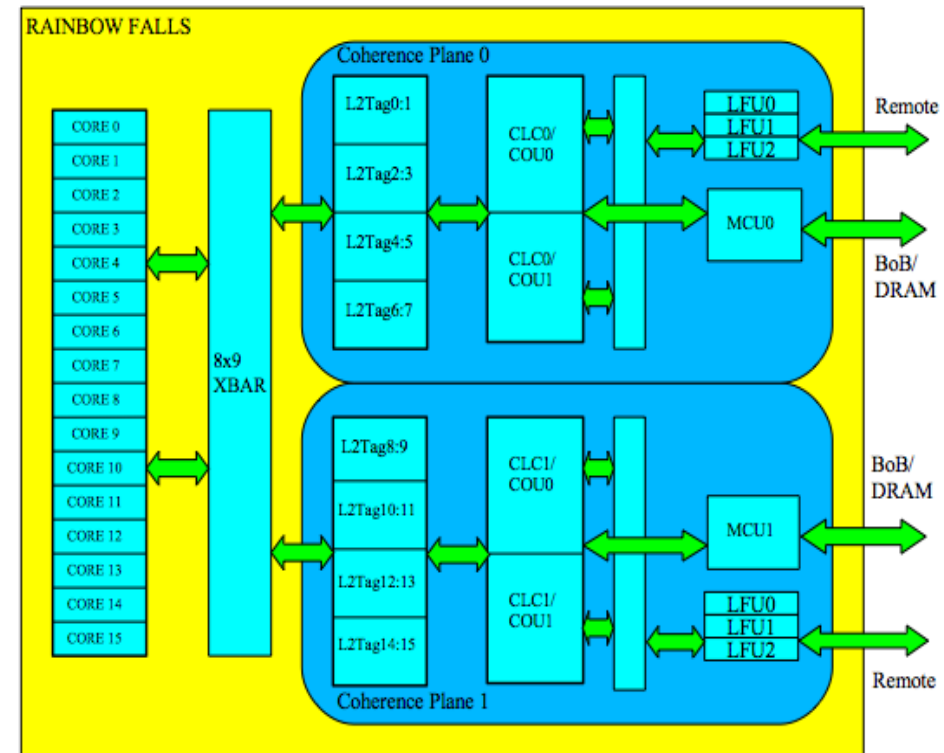 RAINBOW FALLS
CORE 0
CORE 1
CORE 2
CORE 3
CORE 4
CORE 5
CORE 6
CORE 7
CORE 8
CORE 9
CORE 10
CORE 11
CORE 12
CORE 13
CORE 14
CORE 15
8x9
XBAR
Coherence Plane 0
L2Tag0:1
L2Tag2:3
L2Tag4:5
L2Tag6:7
CLC0/
COU0
CLC0/
COU1
LFU0
LFU1
LFU2
MCU0
Remote
BoB/
DRAM
L2Tag8:9
L2Tag10:11
L2Tag12:13
L2Tag14:15
CLC1/
COU0
CLC1/
COU1
MCU1
LFU0
LFU1
LFU2
BoB/
DRAM
Remote
Coherence Plane 1